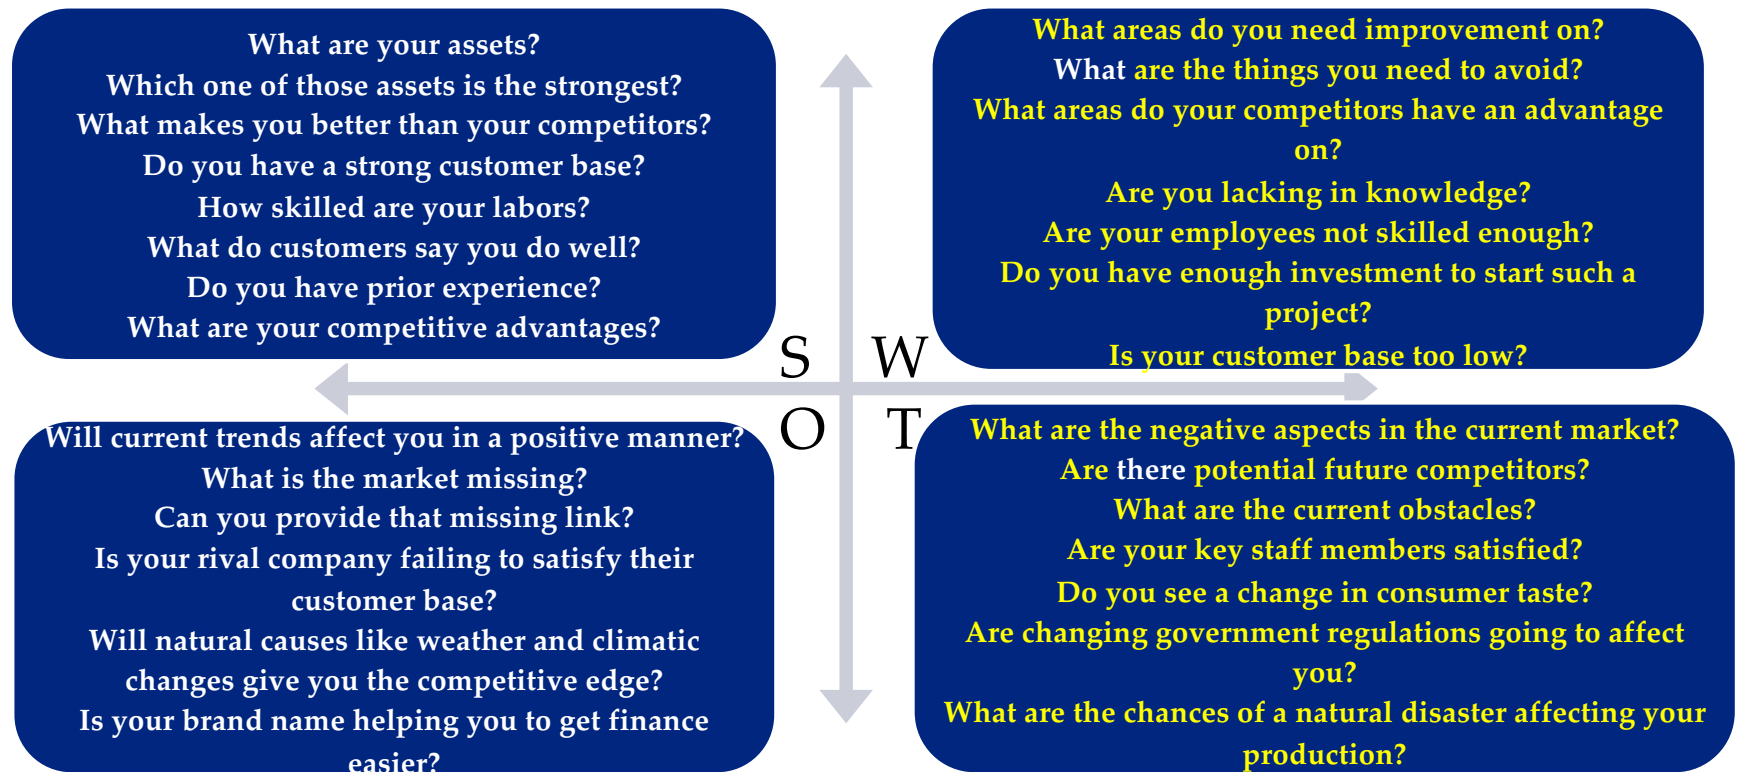 What are your assets?
Which one of those assets is the strongest?
What makes you better than your competitors?
Do you have a strong customer base?
How skilled are your labors?
What do customers say you do well?
Do you have prior experience?
What are your competitive advantages?
What areas do you need improvement on?
What are the things you need to avoid?
What areas do your competitors have an advantage
on?
Are you lacking in knowledge?
Are your employees not skilled enough?
Do you have enough investment to start such a
project?
Is your customer base too low?
S W
O T
Will current trends affect you in a positive manner?
What is the market missing?
Can you provide that missing link?
Is your rival company failing to satisfy their
customer base?
Will natural causes like weather and climatic
changes give you the competitive edge?
Is your brand name helping you to get finance
easier?
What are the negative aspects in the current market?
Are there potential future competitors?
What are the current obstacles?
Are your key staff members satisfied?
Do you see a change in consumer taste?
Are changing government regulations going to affect
you?
What are the chances of a natural disaster affecting your
production?